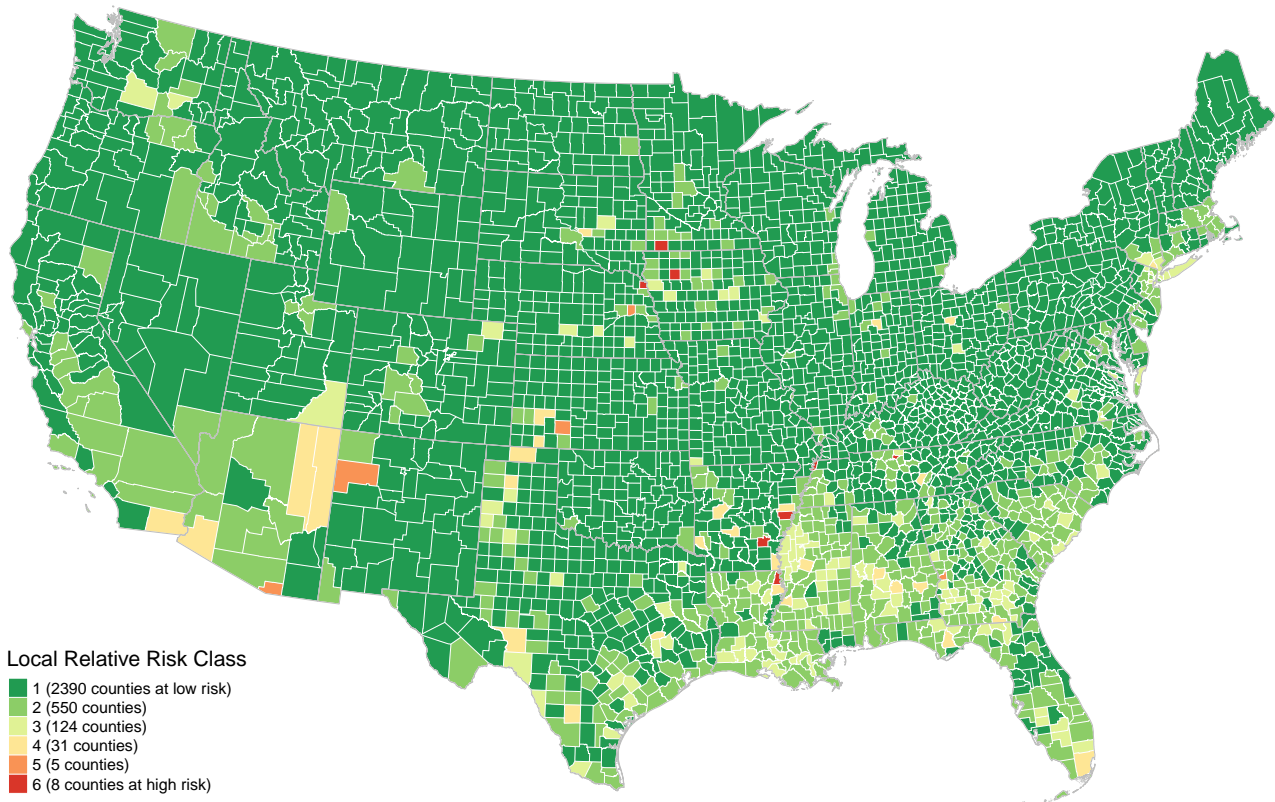 Local Relative Risk Class
1 (2390 counties at low risk)
2 (550 counties)
3 (124 counties)
4 (31 counties)
5 (5 counties)
6 (8 counties at high risk)